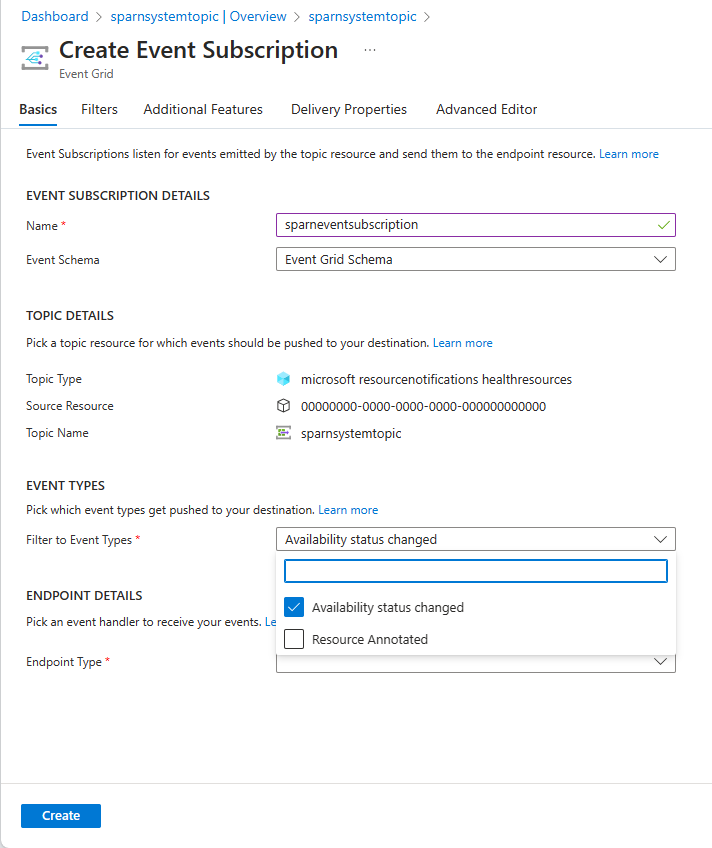 Dashboard > sparnsystemtopic | Overview > sparnsystemtopic >
Create Event Subscription ...
Event Grid
Basics Filters Additional Features Delivery Properties Advanced Editor
Event Subscriptions listen for events emitted by the topic resource and send them to the endpoint resource. Learn more
EVENT SUBSCRIPTION DETAILS
Name * sparneventsubscription
Event Schema Event Grid Schema
TOPIC DETAILS
Pick a topic resource for which events should be pushed to your destination. Learn more
Topic Type microsoft resourcenotifications healthresources
Source Resource 00000000-0000-0000-0000-000000000000
Topic Name sparnsystemtopic
EVENT TYPES
Pick which event types get pushed to your destination. Learn more
Filter to Event Types * Availability status changed
ENDPOINT DETAILS
Availability status changed
Pick an event handler to receive your events. Le
Resource Annotated
Endpoint Type *
Create